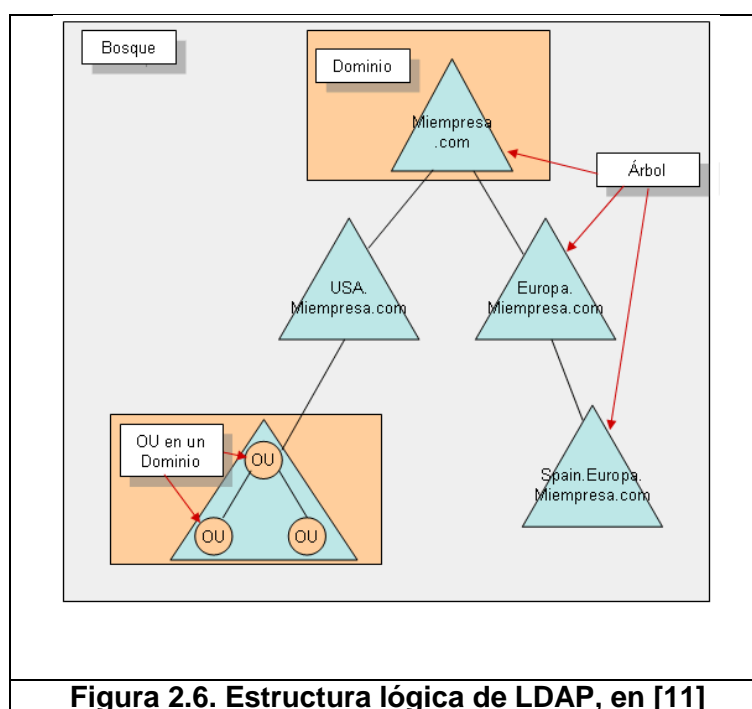 Bosque
Dominio
Miempresa
.com
Árbol
USA.
Miempresa.com
Europa.
Miempresa.com
OU en un
Dominio
OU
OU
OU
Spain.Europa.
Miempresa.com
Figura 2.6. Estructura lógica de LDAP, en [11]